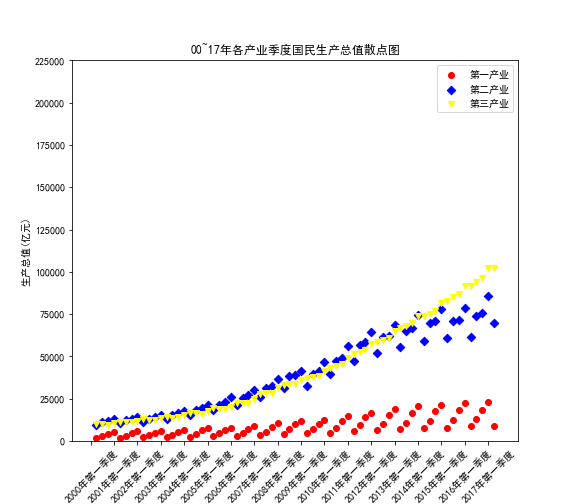 00~17年各产业季度国民生产总值散点图
225000
200000
175000
150000
125000
100000
75000
50000
25000
0
生产总值(亿元)
第一产业
第二产业
第三产业
2000年第一季度
2001年第一季度
2002年第一季度
2003年第一季度
2004年第一季度
2005年第一季度
2006年第一季度
2007年第一季度
2008年第一季度
2009年第一季度
2010年第一季度
2011年第一季度
2012年第一季度
2013年第一季度
2014年第一季度
2015年第一季度
2016年第一季度
2017年第一季度